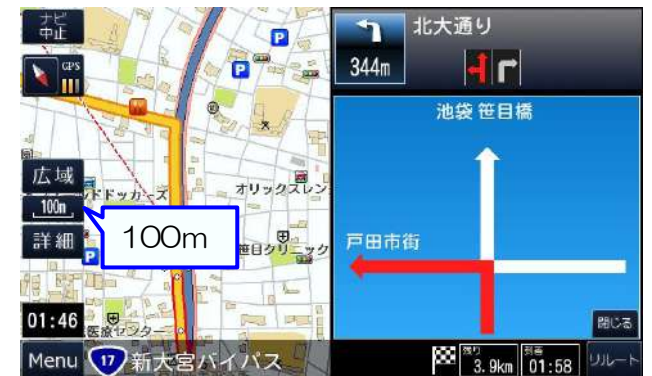 ナビ
中止
GPS
広域
100m
詳細
100m
ドッカーズ
オリックスレン
笹目クリニック
医療センター
P
P
P
01:46
Menu
17
新大宮バイパス
北大通り
344m
池袋 笹目橋
戸田市街
閉じる
残り
3.9km
到着
01:58
リルート